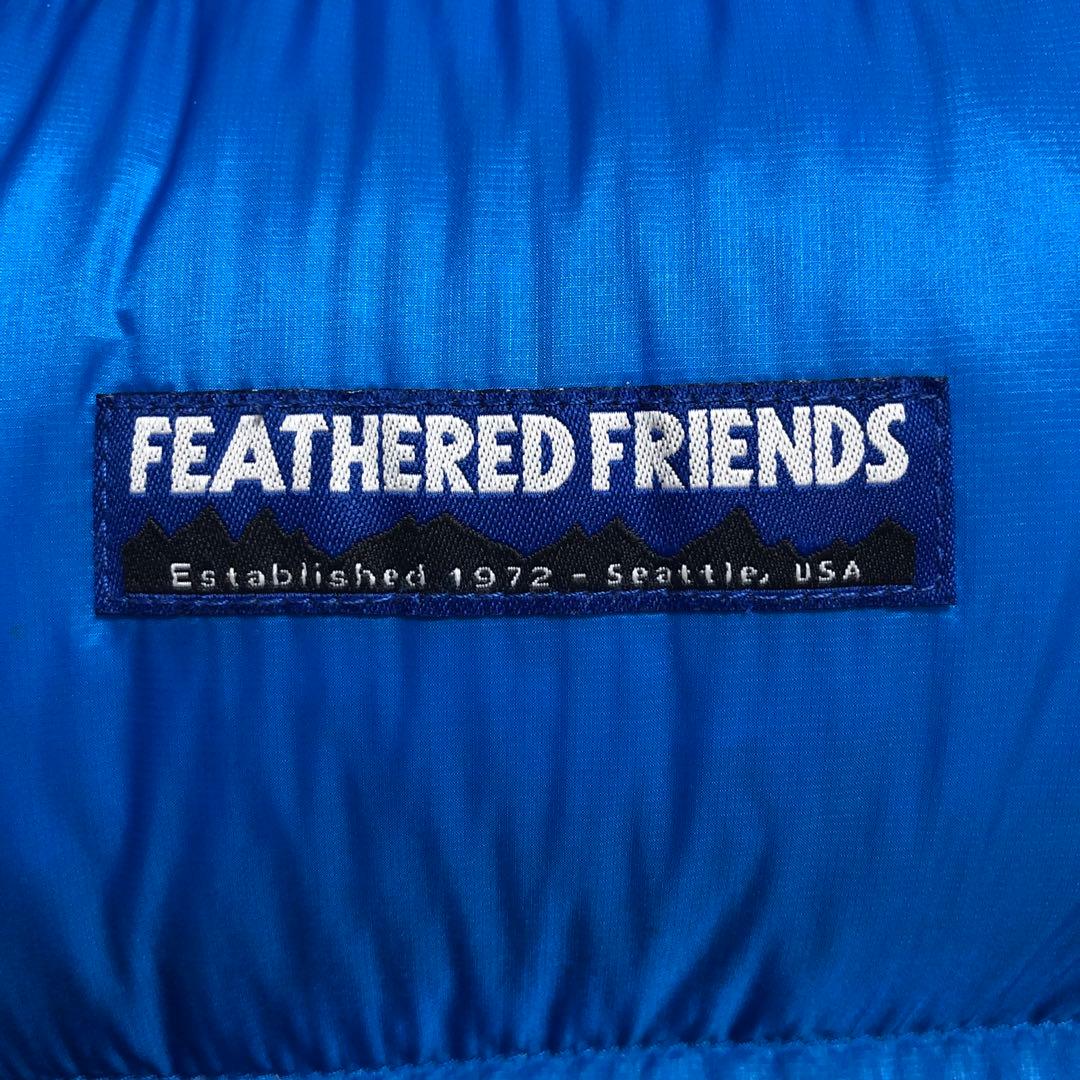 FEATHERED FRIENDS
Established 1972 - Seattle, USA